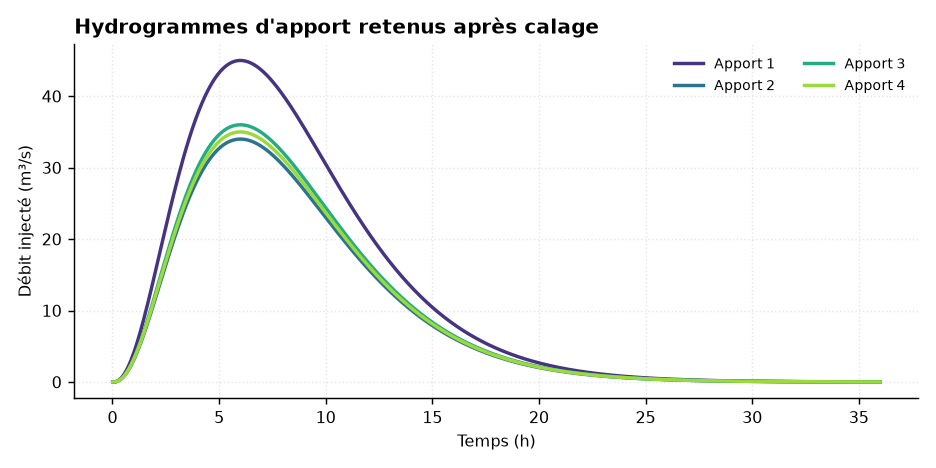 Hydrogrammes d'apport retenus après calage
Apport 1
Apport 2
Apport 3
Apport 4
Débit injecté (m³/s)
40
30
20
10
0
0 5 10 15 20 25 30 35
Temps (h)